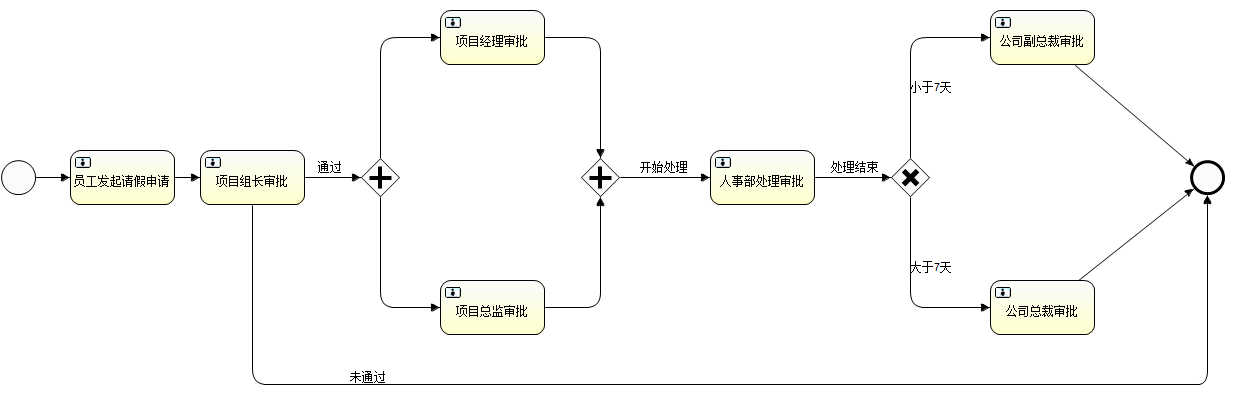 项目经理审批
公司副总裁审批
小于7天
员工发起请假申请
项目组长审批
通过
开始处理
人事部处理审批
处理结束
大于7天
项目总监审批
公司总裁审批
未通过